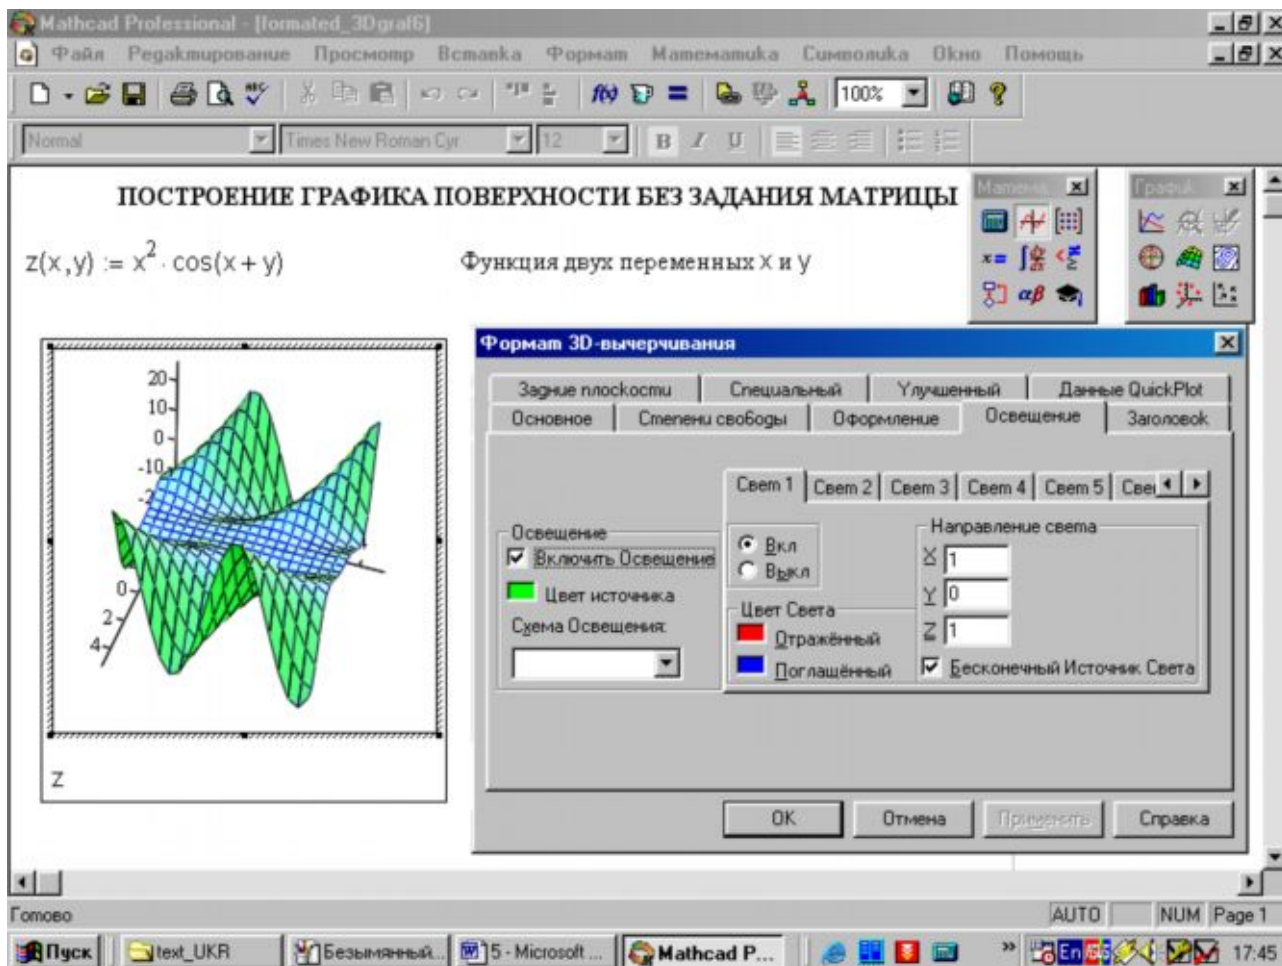 Mathcad Professional - [formated_3Dgraf6]
Файл Редактирование Просмотр Вставка Формат Математика Символика Окно Помощь
100%
Normal Times New Roman Cyr 12 B I U
ПОСТРОЕНИЕ ГРАФИКА ПОВЕРХНОСТИ БЕЗ ЗАДАНИЯ МАТРИЦЫ
Матема
График
z(x,y) := x² · cos(x + y) Функция двух переменных x и y
20
10
0
-10
-2
0
2
4
z
Формат 3D-вычерчивания
Задние плоскости Специальный Улучшенный Данные QuickPlot
Основное Степени свободы Оформление Освещение Заголовок
Свет 1 Свет 2 Свет 3 Свет 4 Свет 5 Све
Освещение
Включить Освещение
Цвет источника
Схема Освещения:
Вкл
Выкл
Цвет Света
Отражённый
Поглащённый
Направление света
X 1
Y 0
Z 1
Бесконечный Источник Света
OK Отмена Применить Справка
Готово AUTO NUM Page 1
Пуск text_UKR Безымянный... 5 - Microsoft ... Mathcad P... » En 17:45